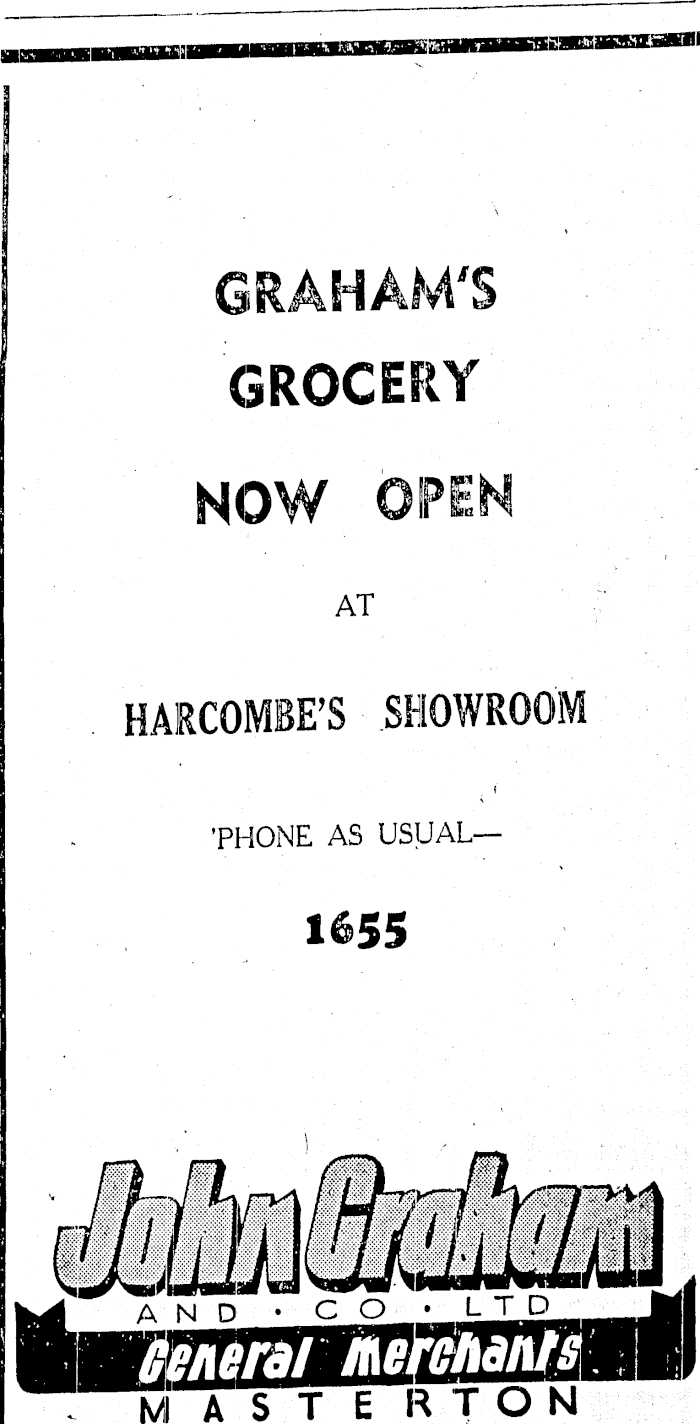 GRAHAM'S
GROCERY
NOW OPEN
AT
HARCOMBE'S SHOWROOM
'PHONE AS USUAL—
1655
John Graham
AND · CO · LTD
General Merchants
MASTERTON